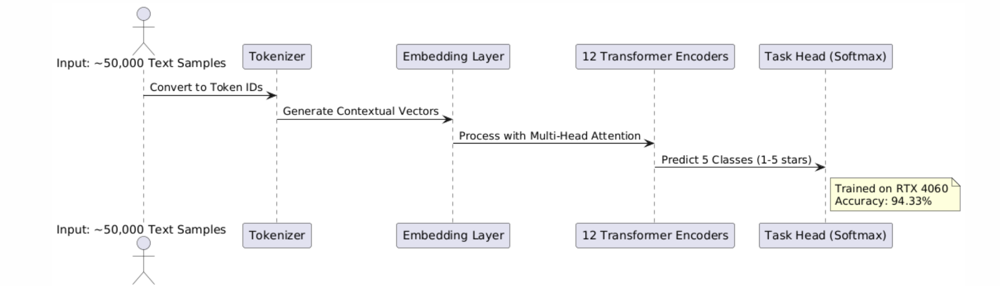 Input: ~50,000 Text Samples
Tokenizer
Embedding Layer
12 Transformer Encoders
Task Head (Softmax)
Convert to Token IDs
Generate Contextual Vectors
Process with Multi-Head Attention
Predict 5 Classes (1-5 stars)
Trained on RTX 4060
Accuracy: 94.33%
Input: ~50,000 Text Samples
Tokenizer
Embedding Layer
12 Transformer Encoders
Task Head (Softmax)